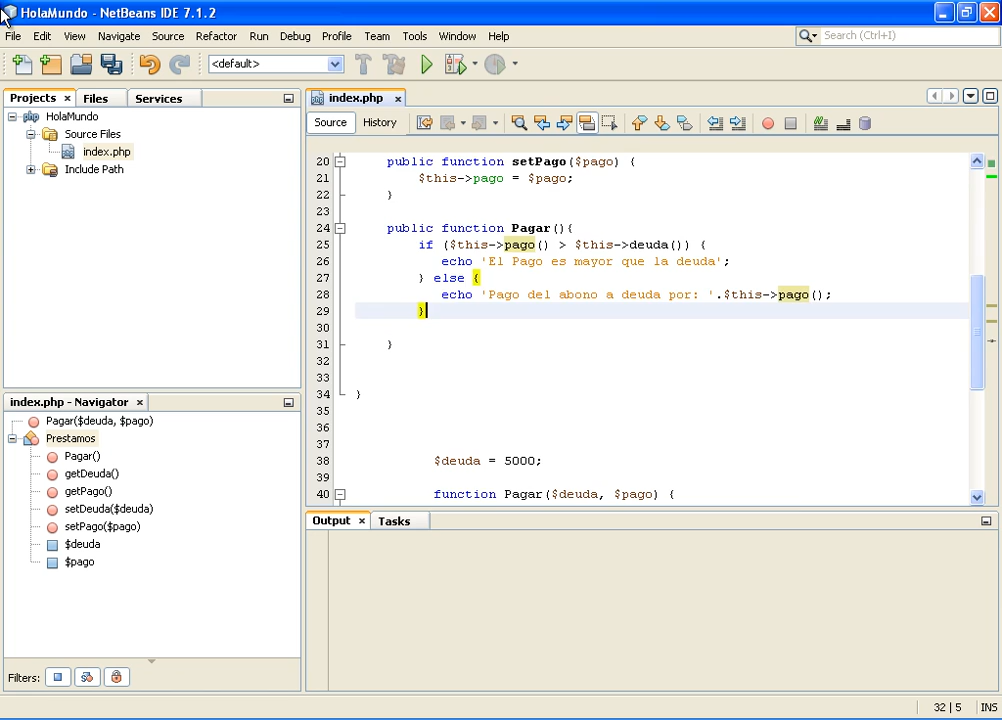 HolaMundo - NetBeans IDE 7.1.2
File Edit View Navigate Source Refactor Run Debug Profile Team Tools Window Help
Search (Ctrl+I)
<default>
Projects × Files Services
index.php ×
HolaMundo
Source Files
index.php
Include Path
Source History
20 public function setPago($pago) {
21 $this->pago = $pago;
22 }
23
24 public function Pagar(){
25 if ($this->pago() > $this->deuda()) {
26 echo 'El Pago es mayor que la deuda';
27 } else {
28 echo 'Pago del abono a deuda por: '.$this->pago();
29 }
30
31 }
32
33
34 }
35
36
37
38 $deuda = 5000;
39
40 function Pagar($deuda, $pago) {
index.php - Navigator ×
Pagar($deuda, $pago)
Prestamos
Pagar()
getDeuda()
getPago()
setDeuda($deuda)
setPago($pago)
$deuda
$pago
Filters:
Output × Tasks
32|5 INS